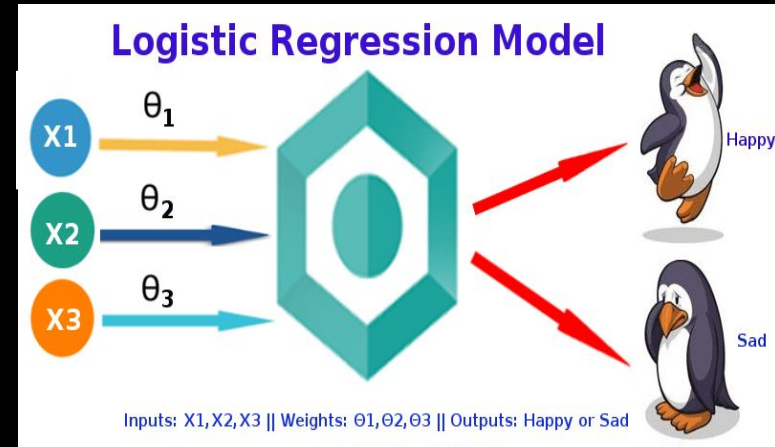 Logistic Regression Model
X1
θ₁
X2
θ₂
X3
θ₃
Happy
Sad
Inputs: X1,X2,X3 || Weights: Θ1,Θ2,Θ3 || Outputs: Happy or Sad